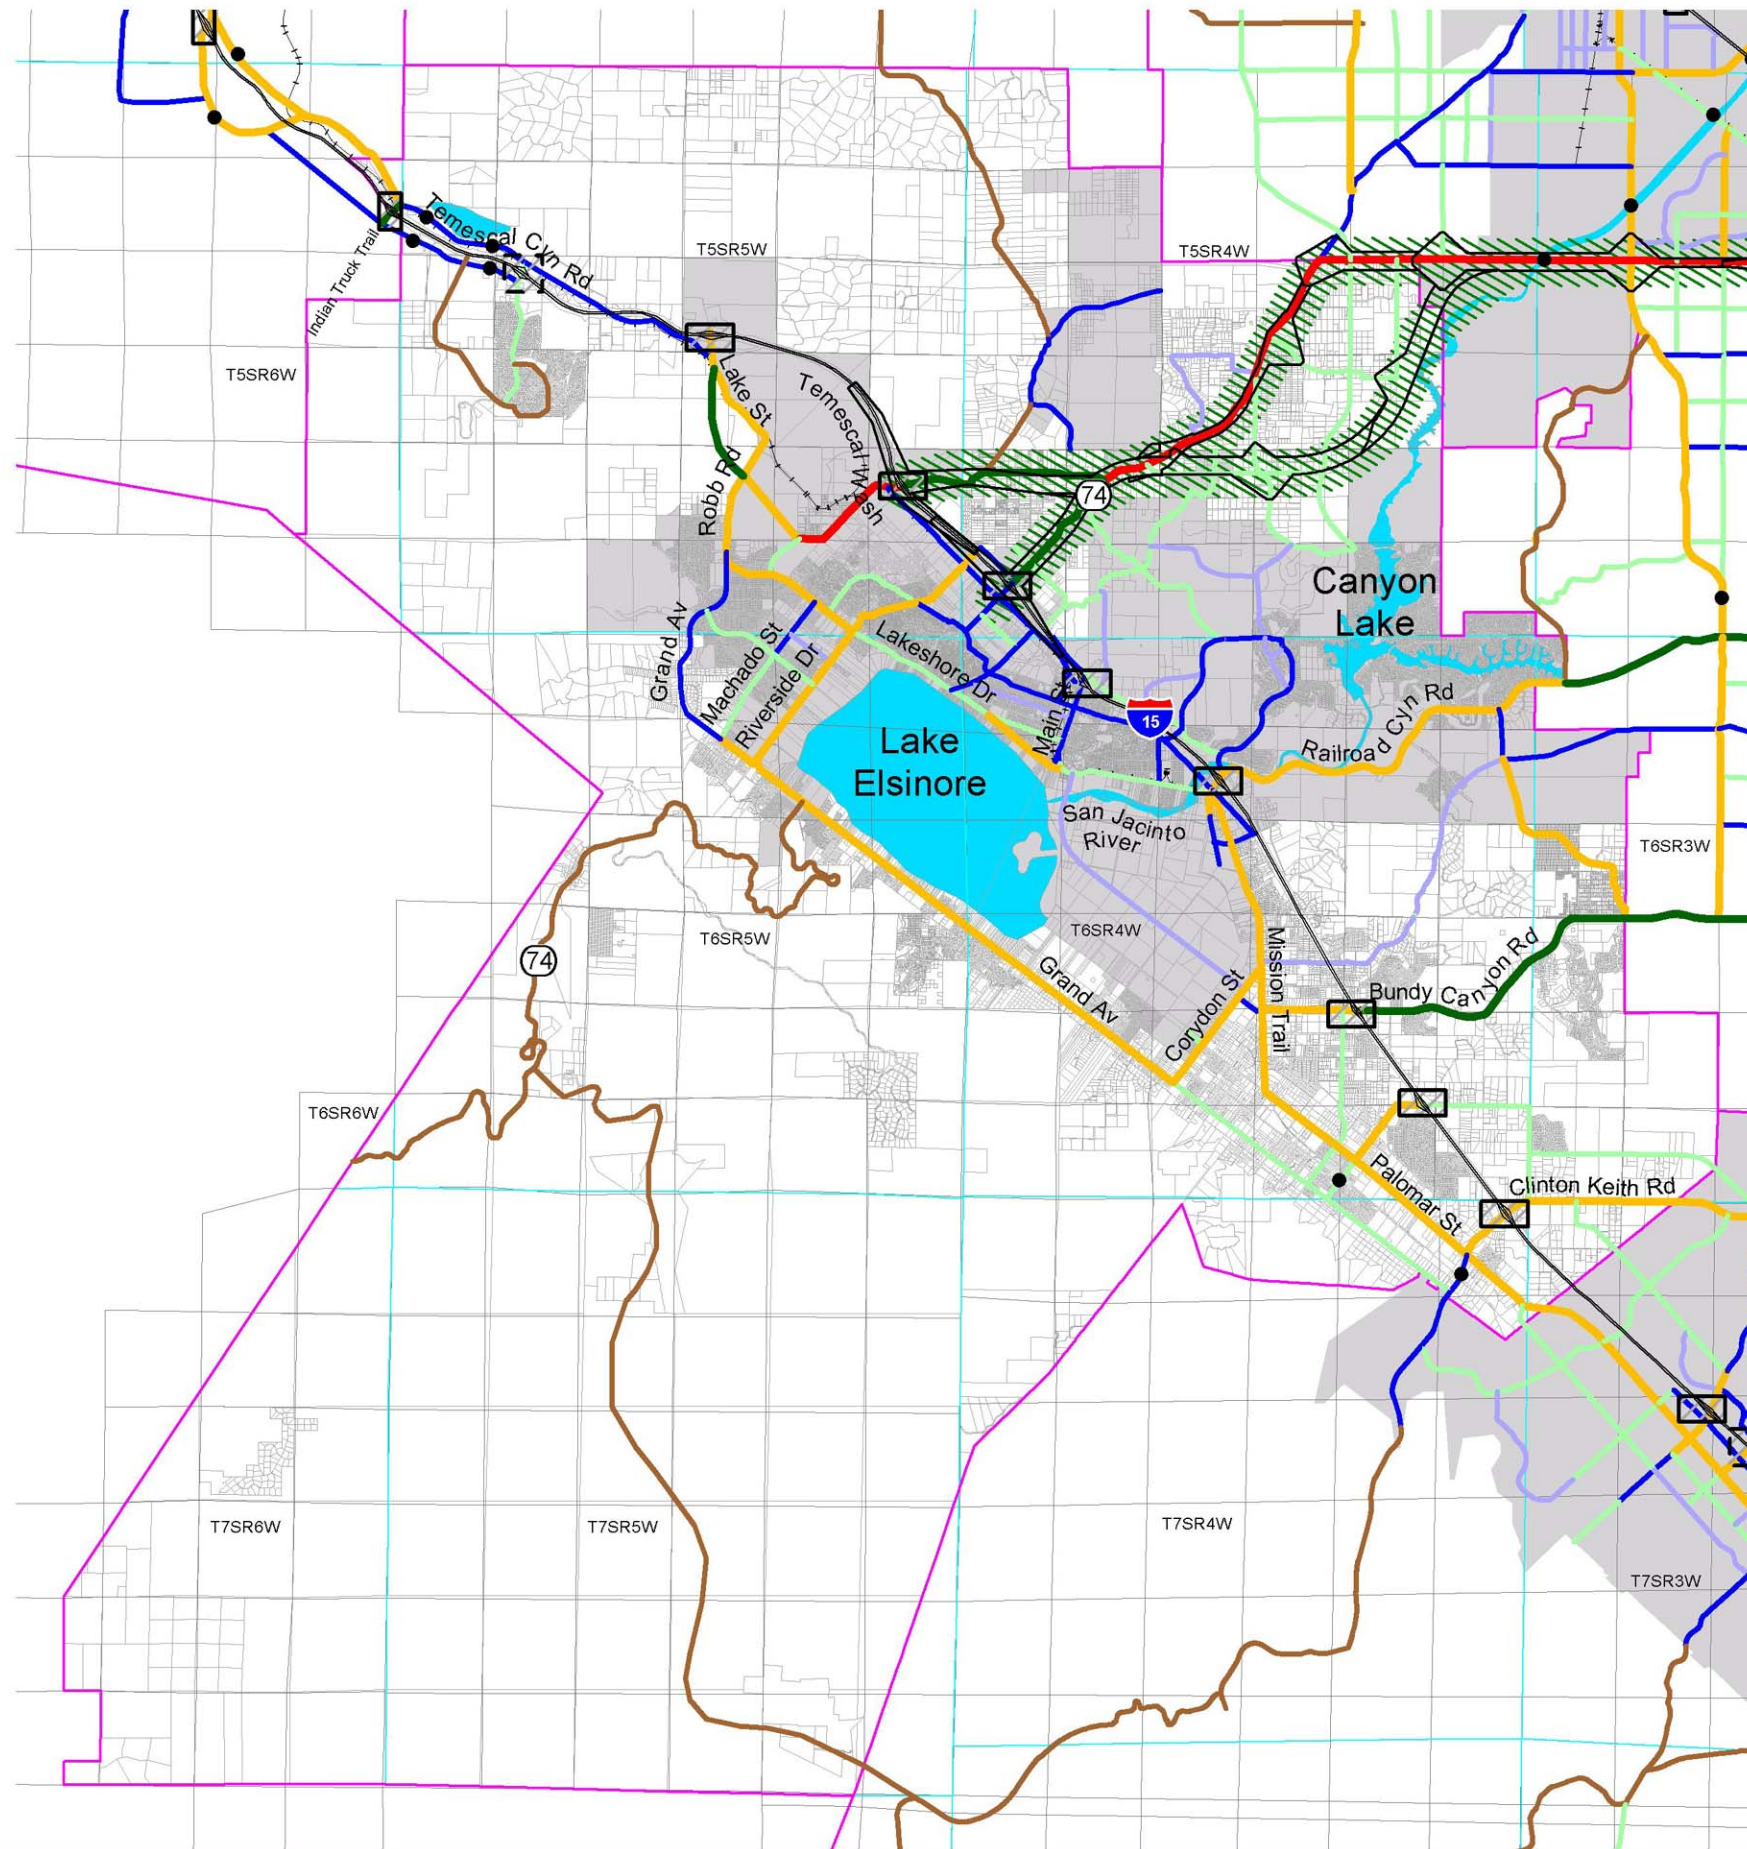 Temescal Cyn Rd
T5SR5W
T5SR4W
Indian Truck Trail
T5SR6W
Lake St
Temescal Wash
Robb Rd
74
Canyon
Lake
Grand Av
Machado St
Riverside Dr
Lakeshore Dr
Main St
15
Railroad Cyn Rd
Lake
Elsinore
San Jacinto
River
T6SR3W
T6SR5W
T6SR4W
74
Grand Av
Corydon St
Mission Trail
Bundy Canyon Rd
T6SR6W
Palomar St
Clinton Keith Rd
T7SR6W
T7SR5W
T7SR4W
T7SR3W